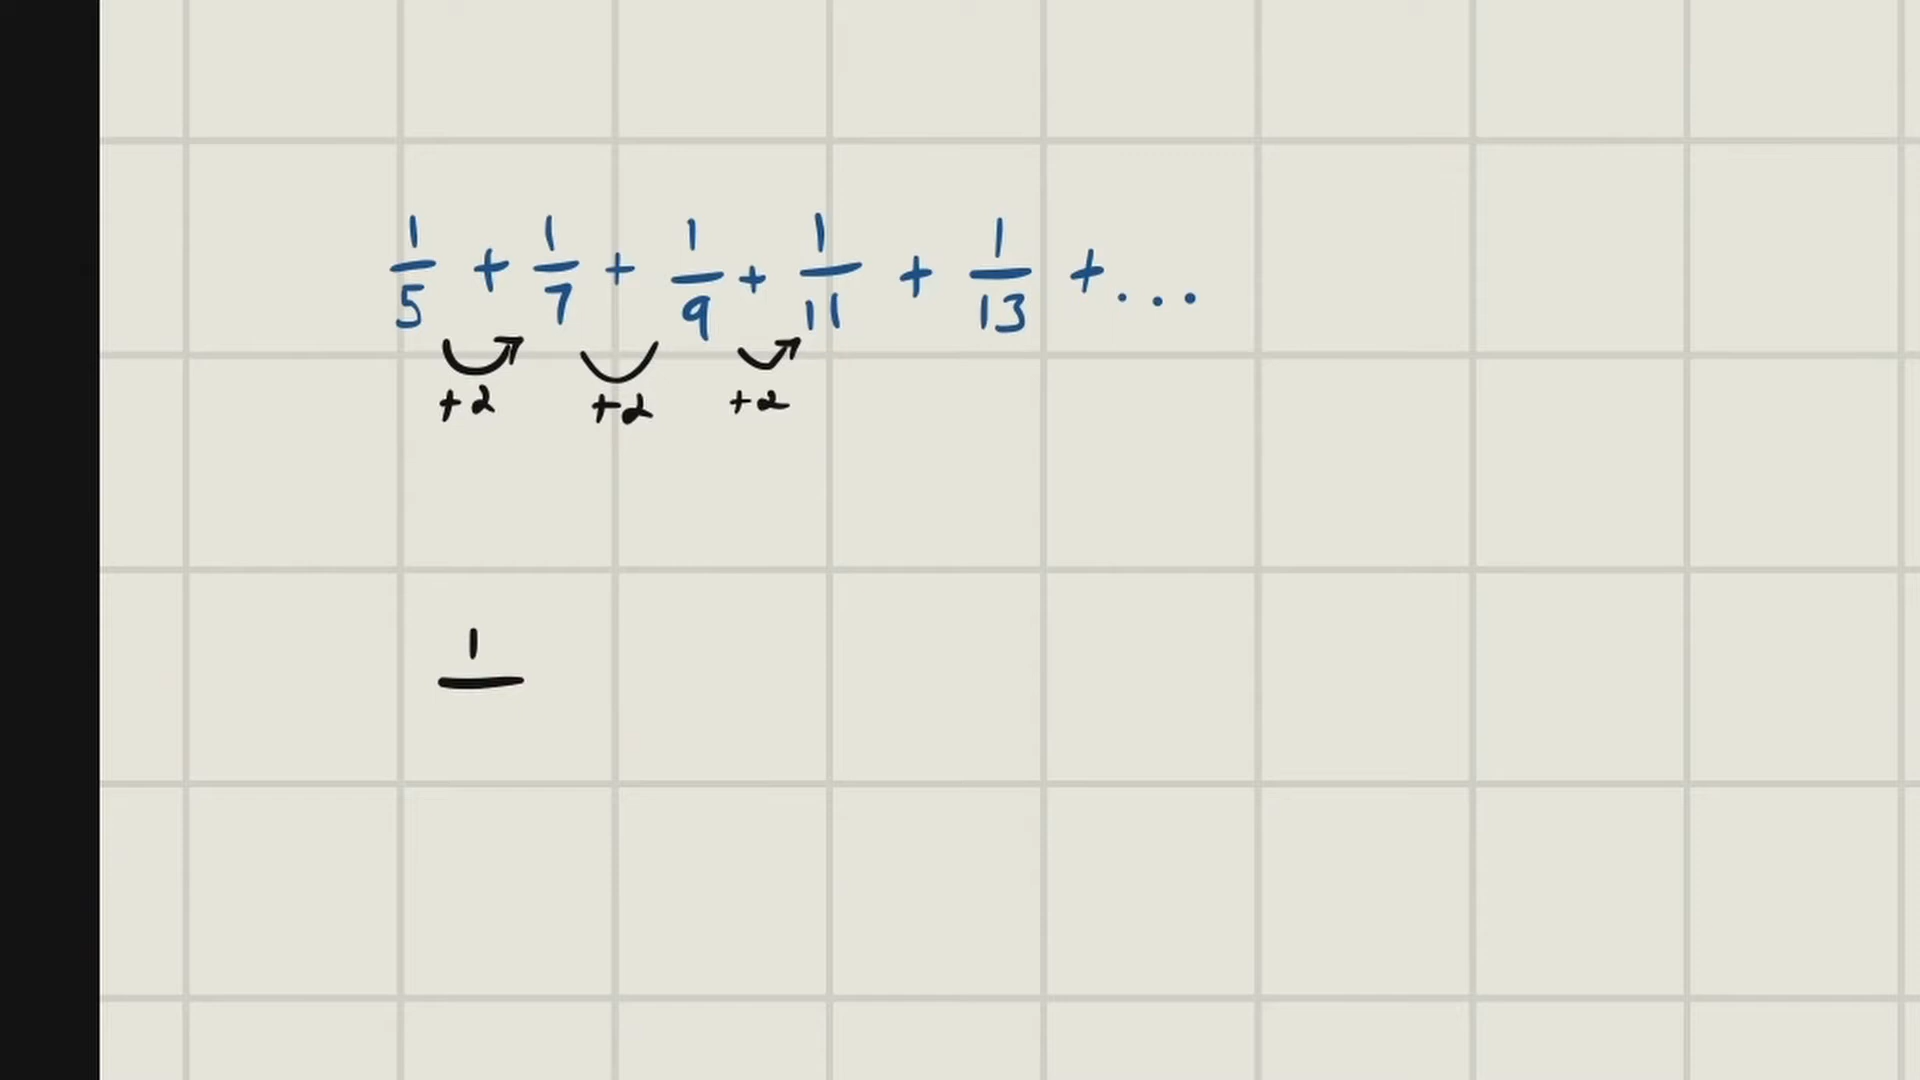 1/5 + 1/7 + 1/9 + 1/11 + 1/13 + ...
+2 +2 +2
1